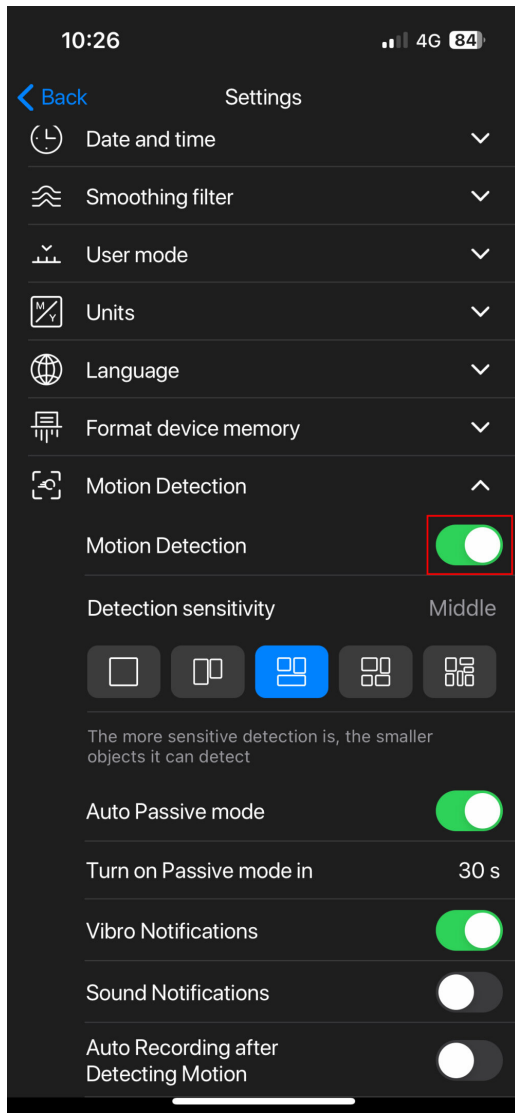 10:26 4G 84
Back Settings
Date and time
Smoothing filter
User mode
M Y Units
Language
Format device memory
Motion Detection
Motion Detection
Detection sensitivity Middle
The more sensitive detection is, the smaller
objects it can detect
Auto Passive mode
Turn on Passive mode in 30 s
Vibro Notifications
Sound Notifications
Auto Recording after
Detecting Motion